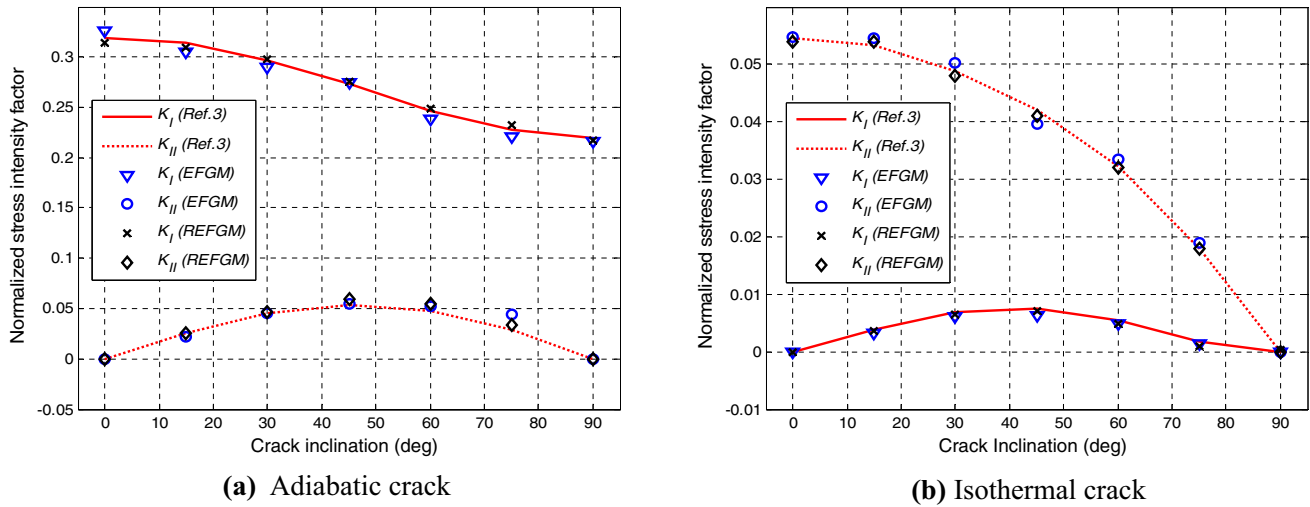 Normalized stress intensity factor
0.3
0.25
0.2
0.15
0.1
0.05
0
-0.05
K_I (Ref.3)
K_II (Ref.3)
K_I (EFGM)
K_II (EFGM)
K_I (REFGM)
K_II (REFGM)
0 10 20 30 40 50 60 70 80 90
Crack inclination (deg)
(a) Adiabatic crack
Normalized sstress intensity factor
0.05
0.04
0.03
0.02
0.01
0
-0.01
K_I (Ref.3)
K_II (Ref.3)
K_I (EFGM)
K_II (EFGM)
K_I (REFGM)
K_II (REFGM)
0 10 20 30 40 50 60 70 80 90
Crack Inclination (deg)
(b) Isothermal crack